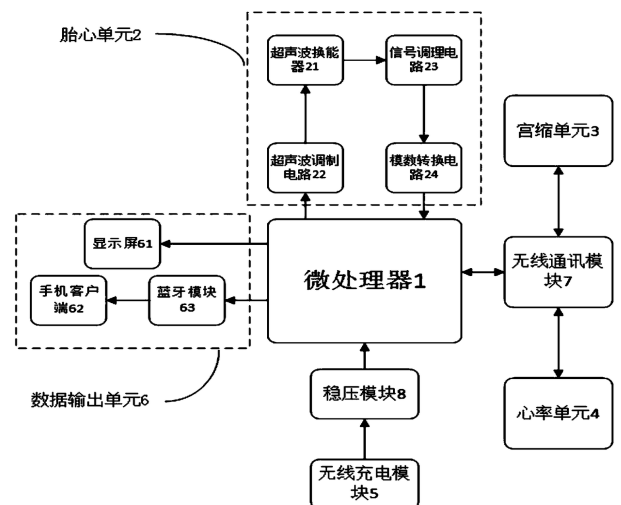 胎心单元2
超声波换能
器21
信号调理电
路23
超声波调制
电路22
模数转换电
路24
宫缩单元3
显示屏61
手机客户
端62
蓝牙模块
63
微处理器1
无线通讯模
块7
数据输出单元6
稳压模块8
心率单元4
无线充电模
块5